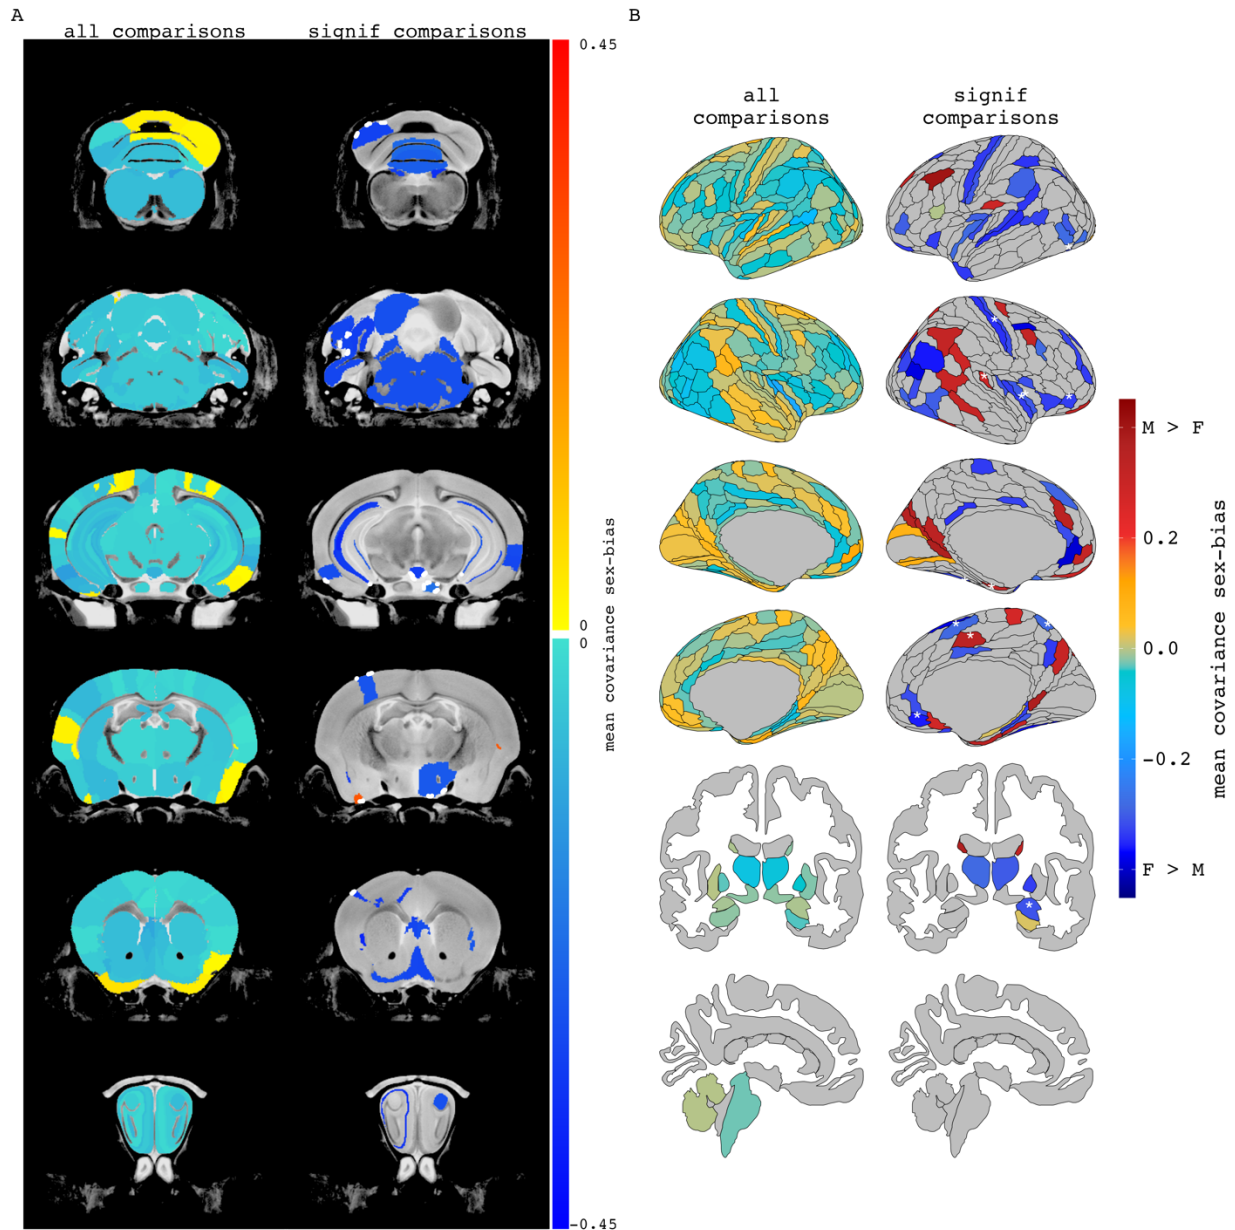 A
all comparisons
signif comparisons
0.45
0
0
-0.45
mean covariance sex-bias
B
all
comparisons
signif
comparisons
M > F
0.2
0.0
-0.2
F > M
mean covariance sex-bias